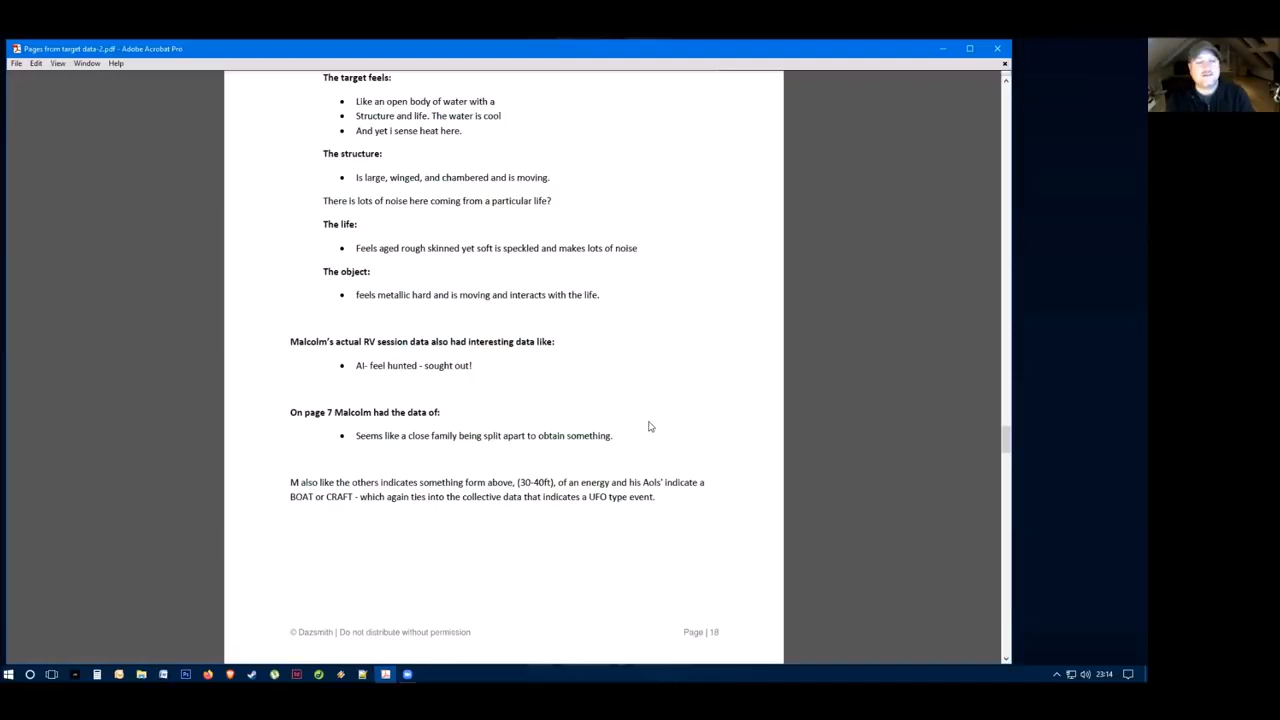 Pages from target data-2.pdf - Adobe Acrobat Pro
File Edit View Window Help
The target feels:
• Like an open body of water with a
• Structure and life. The water is cool
• And yet i sense heat here.
The structure:
• Is large, winged, and chambered and is moving.
There is lots of noise here coming from a particular life?
The life:
• Feels aged rough skinned yet soft is speckled and makes lots of noise
The object:
• feels metallic hard and is moving and interacts with the life.
Malcolm's actual RV session data also had interesting data like:
• AI- feel hunted - sought out!
On page 7 Malcolm had the data of:
• Seems like a close family being split apart to obtain something.
M also like the others indicates something form above, (30-40ft), of an energy and his Aols' indicate a
BOAT or CRAFT - which again ties into the collective data that indicates a UFO type event.
© Dazsmith | Do not distribute without permission
Page | 18
23:14